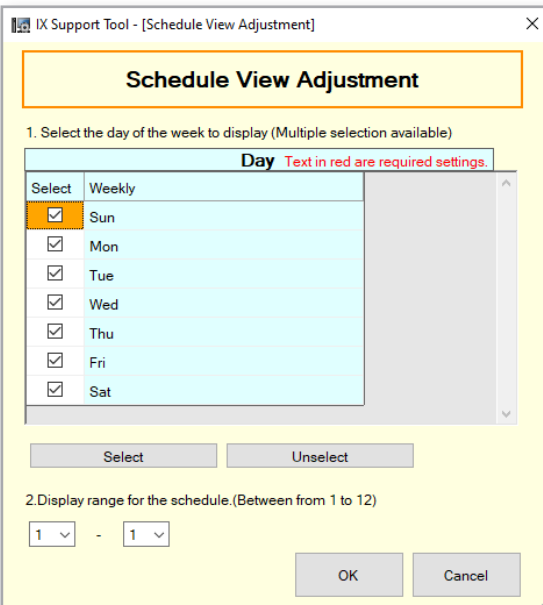 IX Support Tool - [Schedule View Adjustment]
Schedule View Adjustment
1. Select the day of the week to display (Multiple selection available)
Day Text in red are required settings.
Select Weekly
Sun
Mon
Tue
Wed
Thu
Fri
Sat
Select Unselect
2.Display range for the schedule.(Between from 1 to 12)
1 - 1
OK Cancel